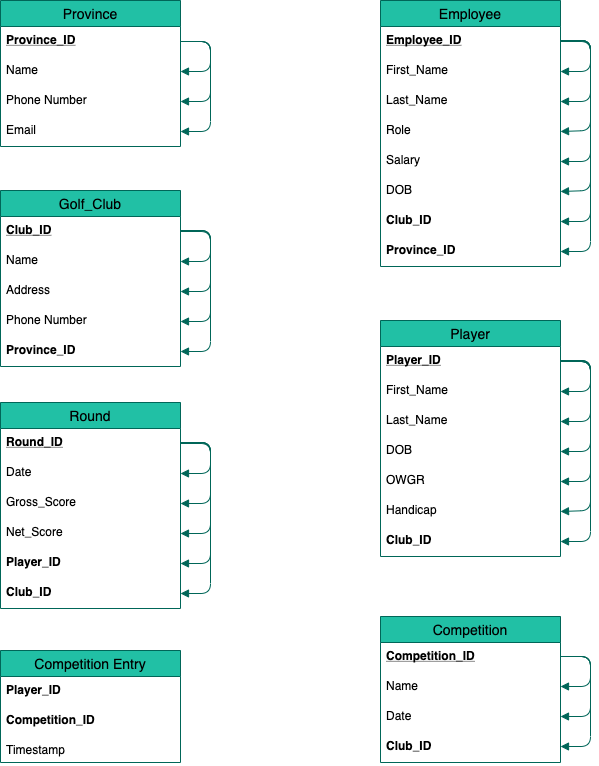 Province
Province_ID
Name
Phone Number
Email
Golf_Club
Club_ID
Name
Address
Phone Number
Province_ID
Round
Round_ID
Date
Gross_Score
Net_Score
Player_ID
Club_ID
Competition Entry
Player_ID
Competition_ID
Timestamp
Employee
Employee_ID
First_Name
Last_Name
Role
Salary
DOB
Club_ID
Province_ID
Player
Player_ID
First_Name
Last_Name
DOB
OWGR
Handicap
Club_ID
Competition
Competition_ID
Name
Date
Club_ID